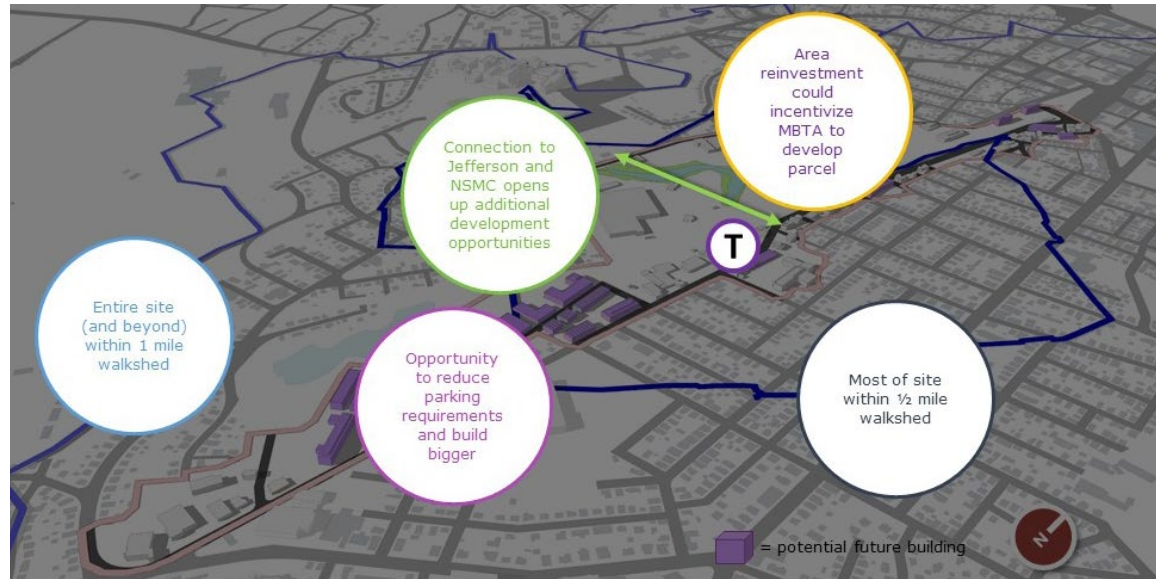 Area
reinvestment
could
incentivize
MBTA to
develop
parcel
Connection to
Jefferson and
NSMC opens
up additional
development
opportunities
T
Entire site
(and beyond)
within 1 mile
walkshed
Opportunity
to reduce
parking
requirements
and build
bigger
Most of site
within ½ mile
walkshed
= potential future building
N